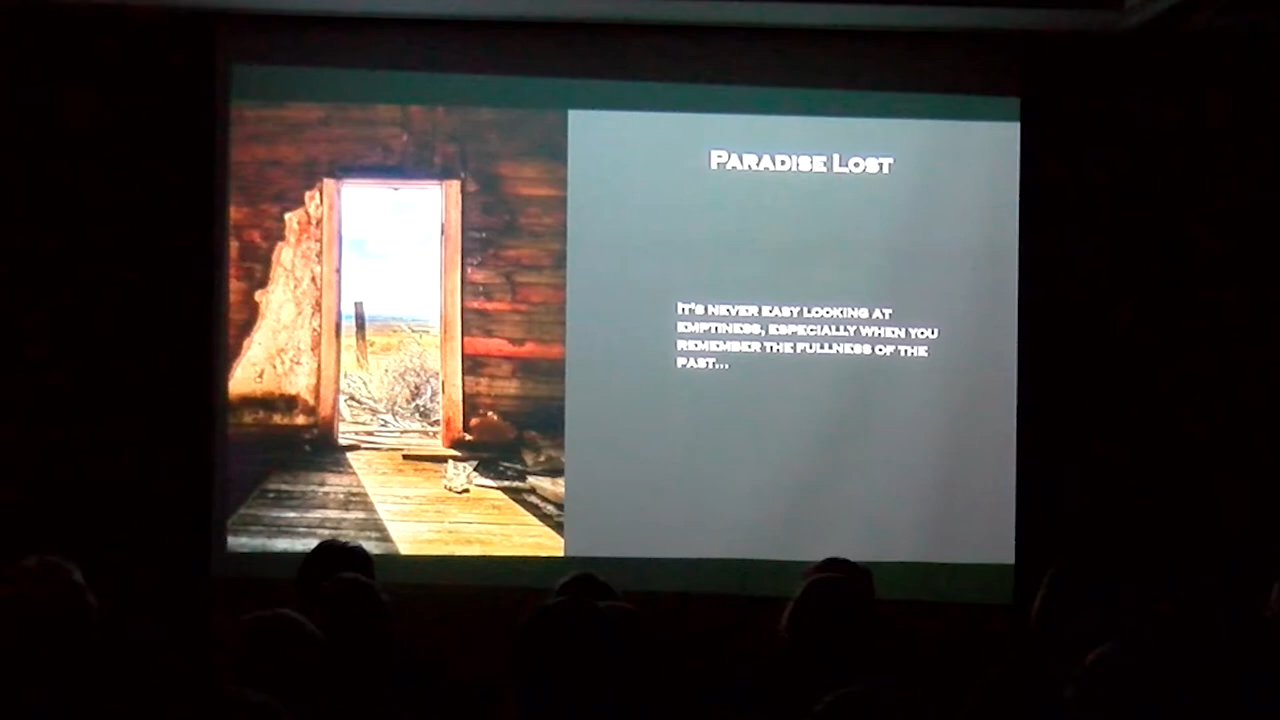 Paradise Lost
It's never easy looking at
emptiness, especially when you
remember the fullness of the
past...